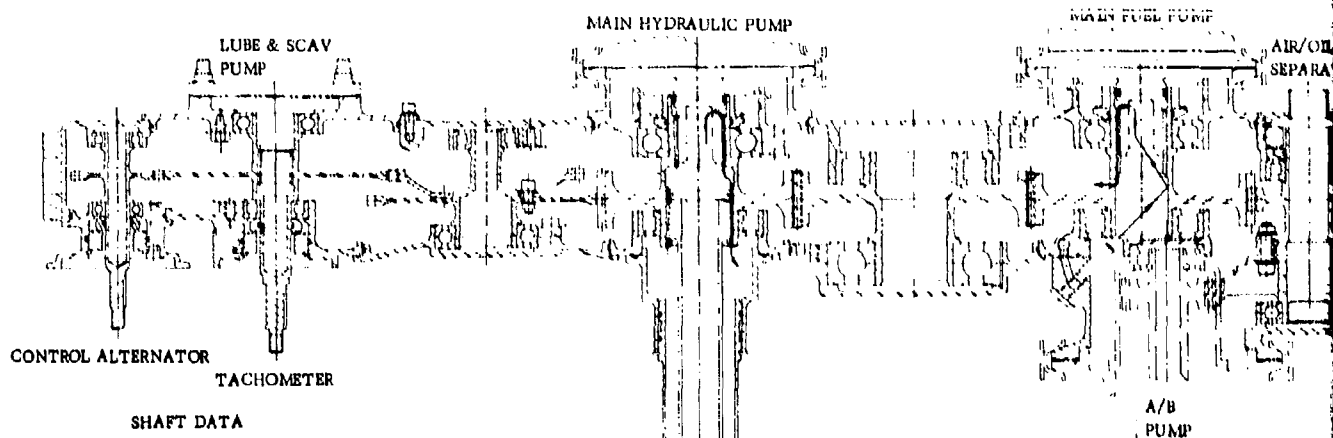 MAIN HYDRAULIC PUMP
MAIN FUEL PUMP
LUBE & SCAV
PUMP
AIR/OIL
SEPARA
CONTROL ALTERNATOR
TACHOMETER
SHAFT DATA
A/B
PUMP